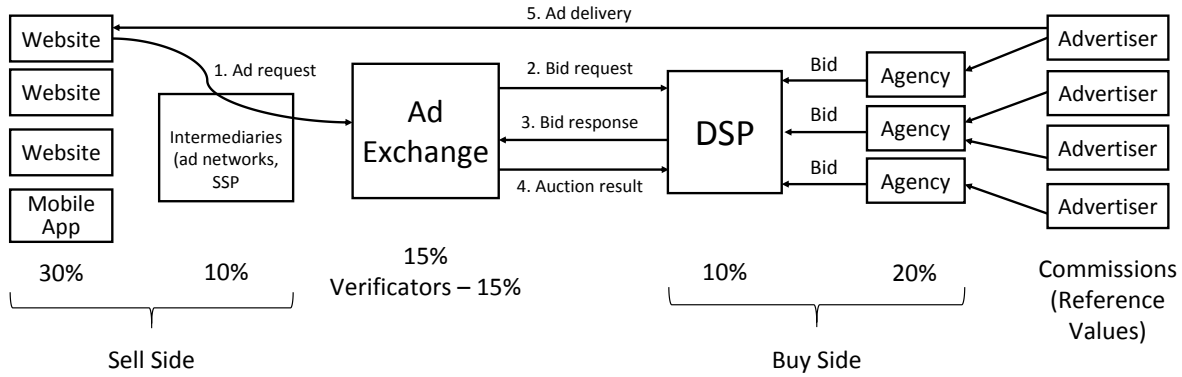 5. Ad delivery
Website
Website
Website
Mobile
App
1. Ad request
Intermediaries
(ad networks,
SSP
Ad
Exchange
2. Bid request
3. Bid response
4. Auction result
DSP
Bid
Bid
Bid
Agency
Agency
Agency
Advertiser
Advertiser
Advertiser
Advertiser
30%
10%
15%
Verificators – 15%
10%
20%
Commissions
(Reference
Values)
Sell Side
Buy Side